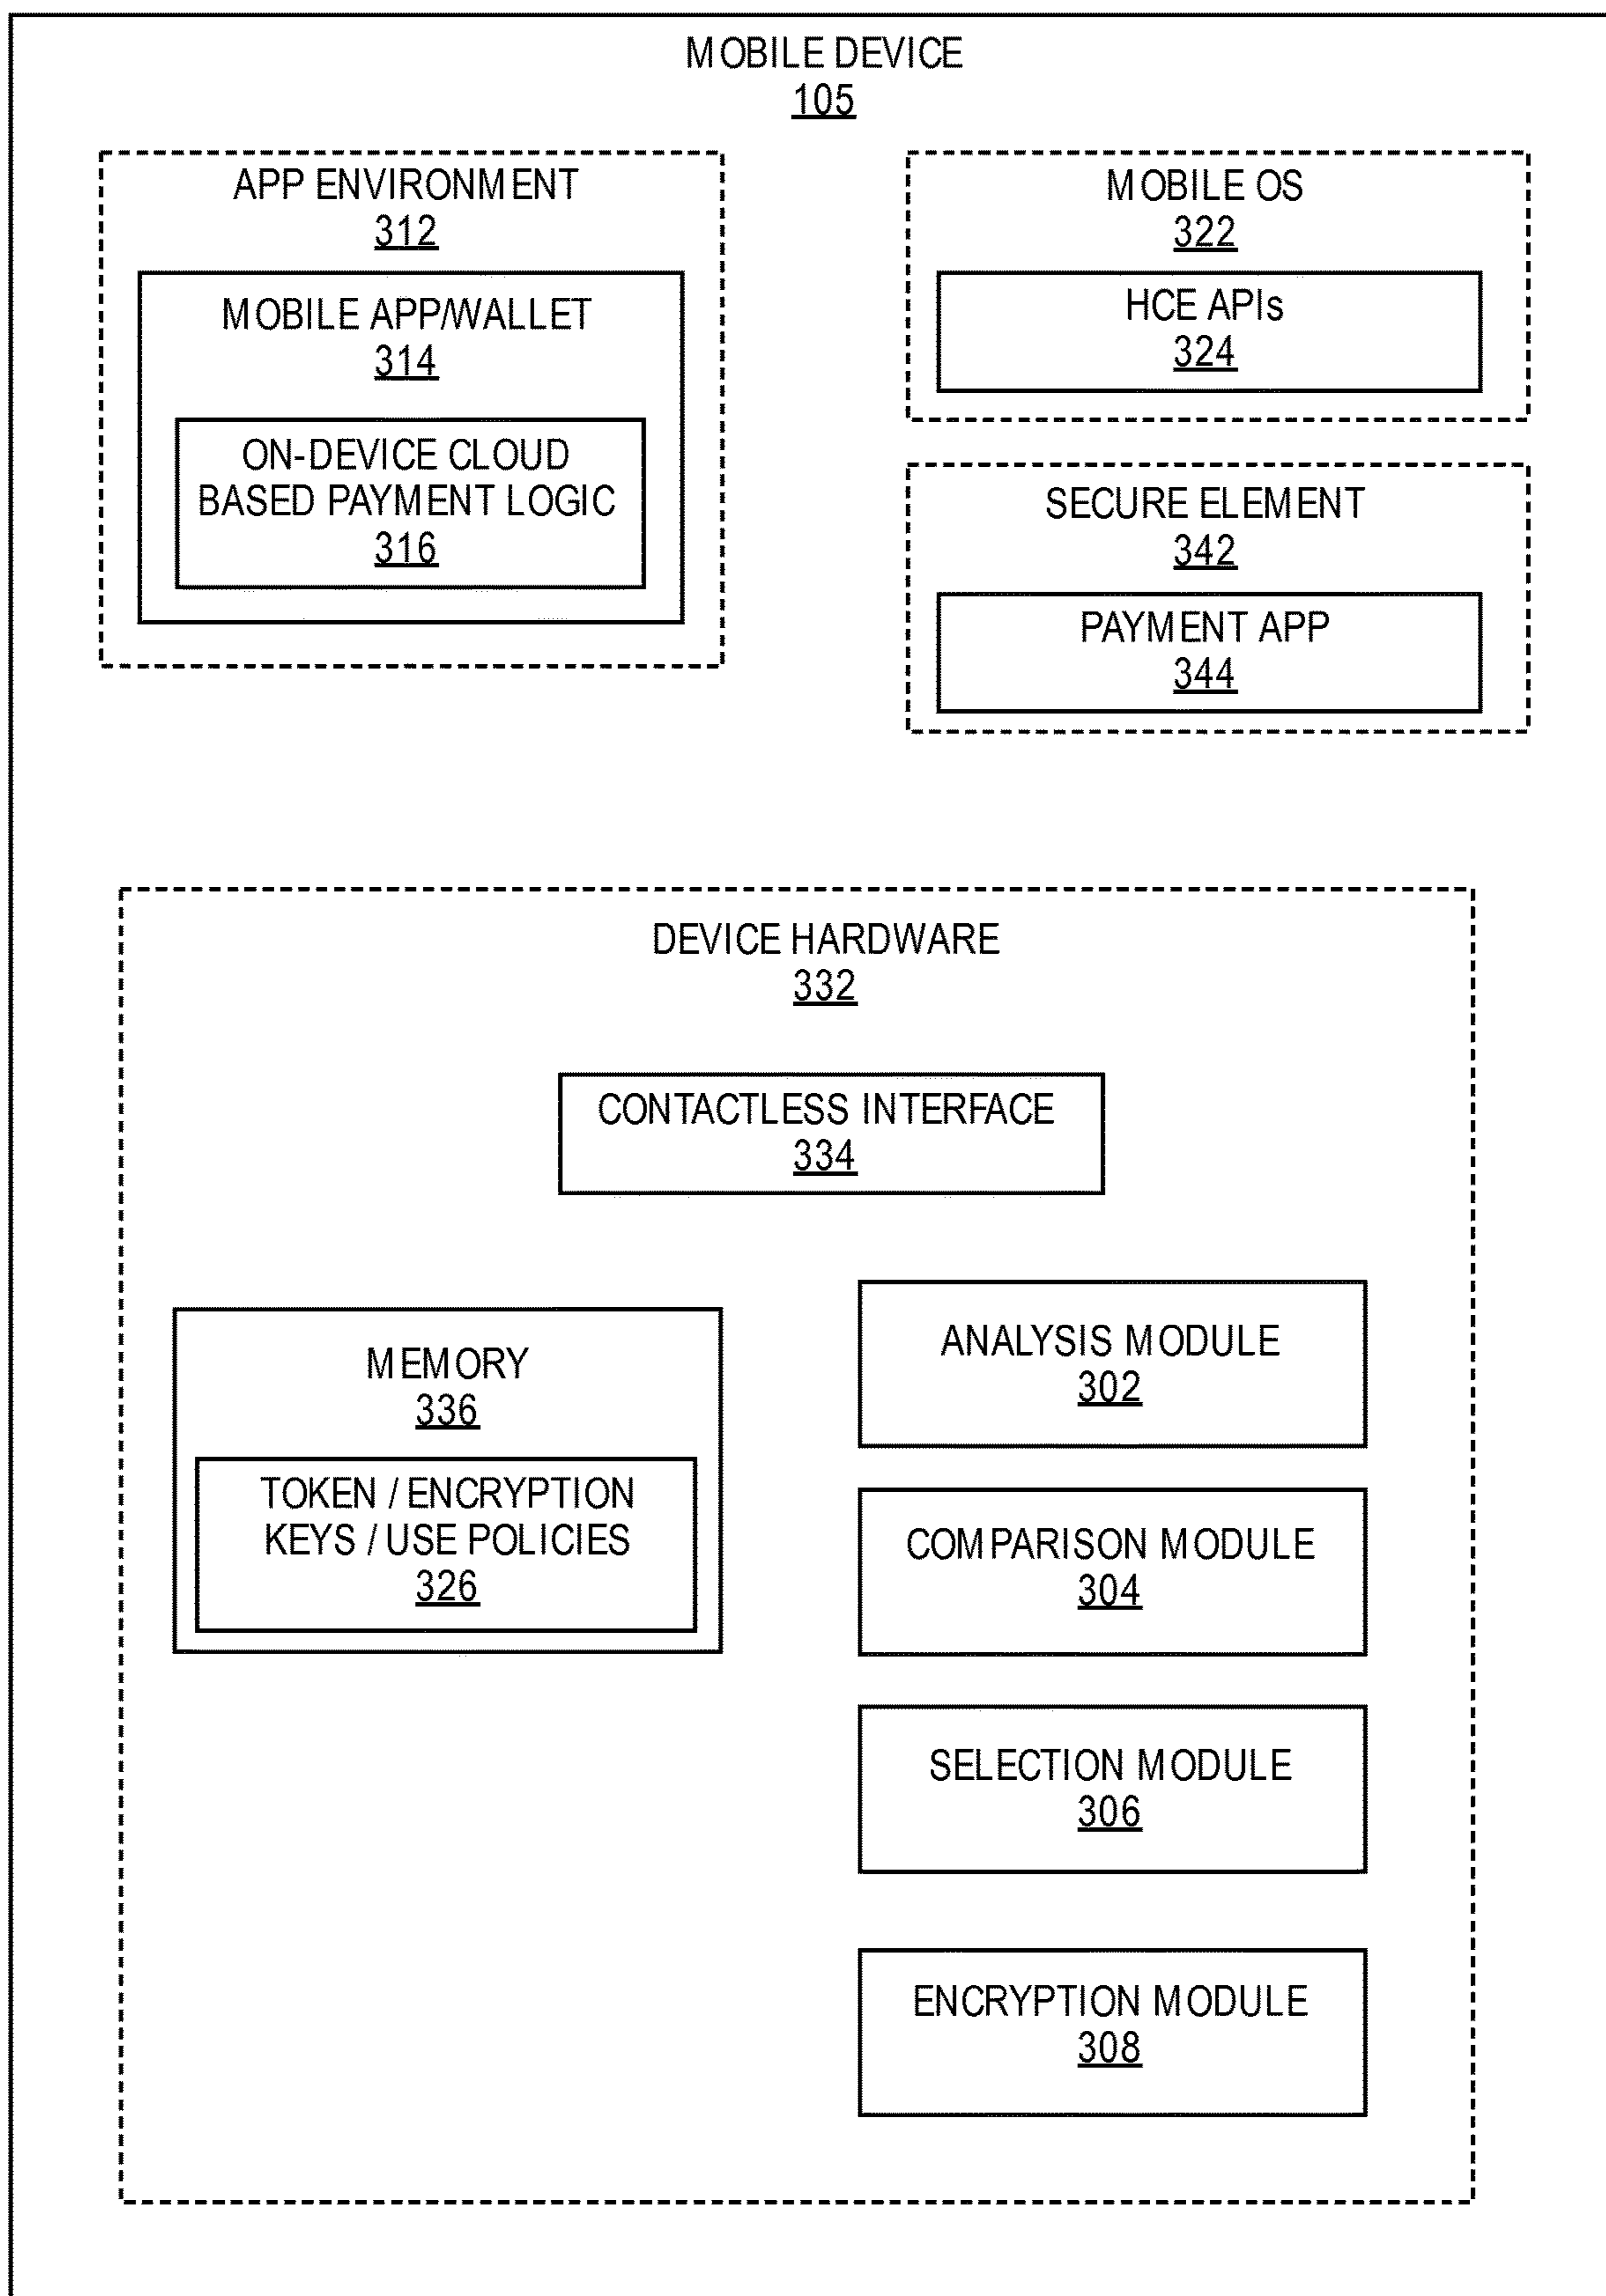 MOBILE DEVICE
105
APP ENVIRONMENT
312
MOBILE APP/WALLET
314
ON-DEVICE CLOUD
BASED PAYMENT LOGIC
316
MOBILE OS
322
HCE APIs
324
SECURE ELEMENT
342
PAYMENT APP
344
DEVICE HARDWARE
332
CONTACTLESS INTERFACE
334
MEMORY
336
TOKEN / ENCRYPTION
KEYS / USE POLICIES
326
ANALYSIS MODULE
302
COMPARISON MODULE
304
SELECTION MODULE
306
ENCRYPTION MODULE
308